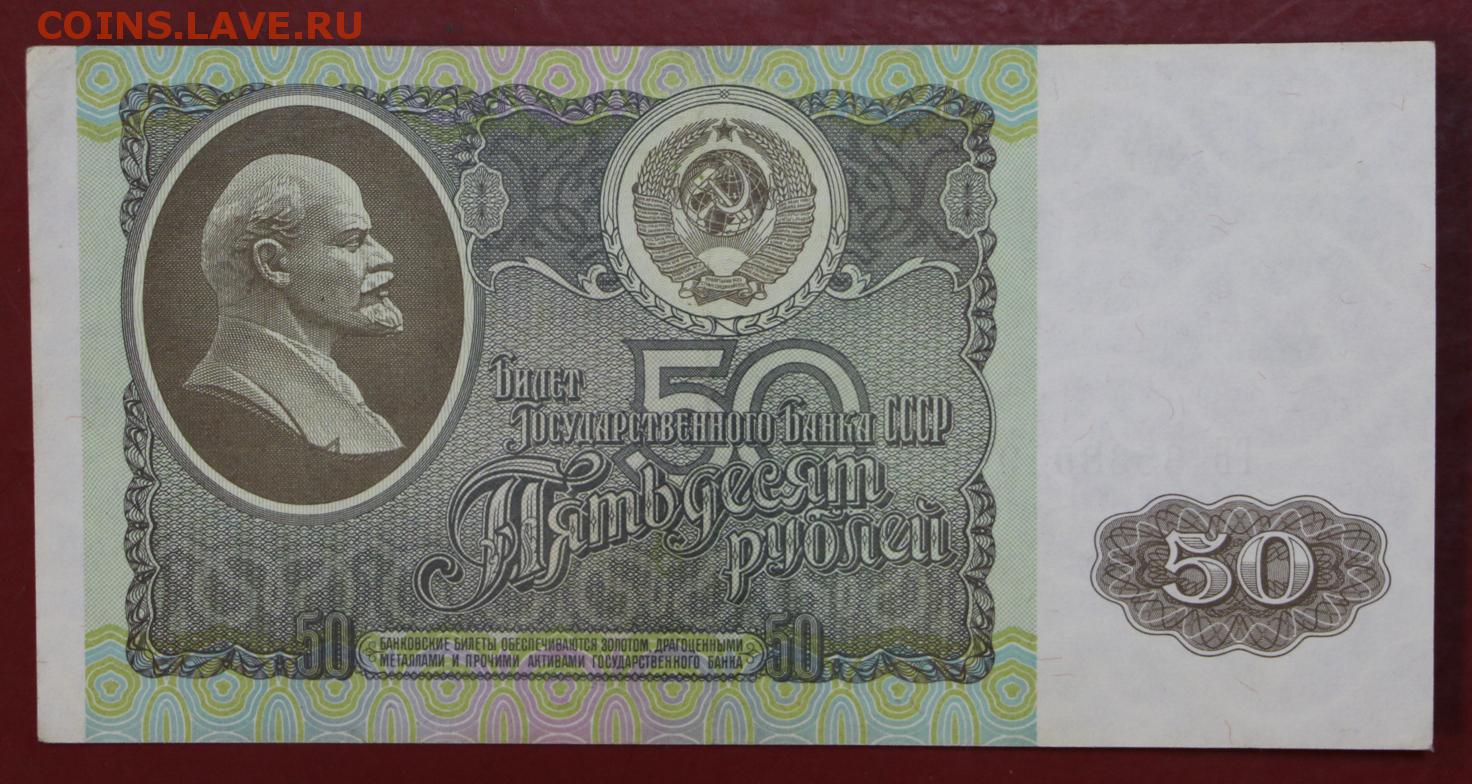 COINS.LAVE.RU
50
Билет
Государственного Банка СССР
Пятьдесят
рублей
50
50
БАНКОВСКИЕ БИЛЕТЫ ОБЕСПЕЧИВАЮТСЯ ЗОЛОТОМ, ДРАГОЦЕННЫМИ
МЕТАЛЛАМИ И ПРОЧИМИ АКТИВАМИ ГОСУДАРСТВЕННОГО БАНКА
50